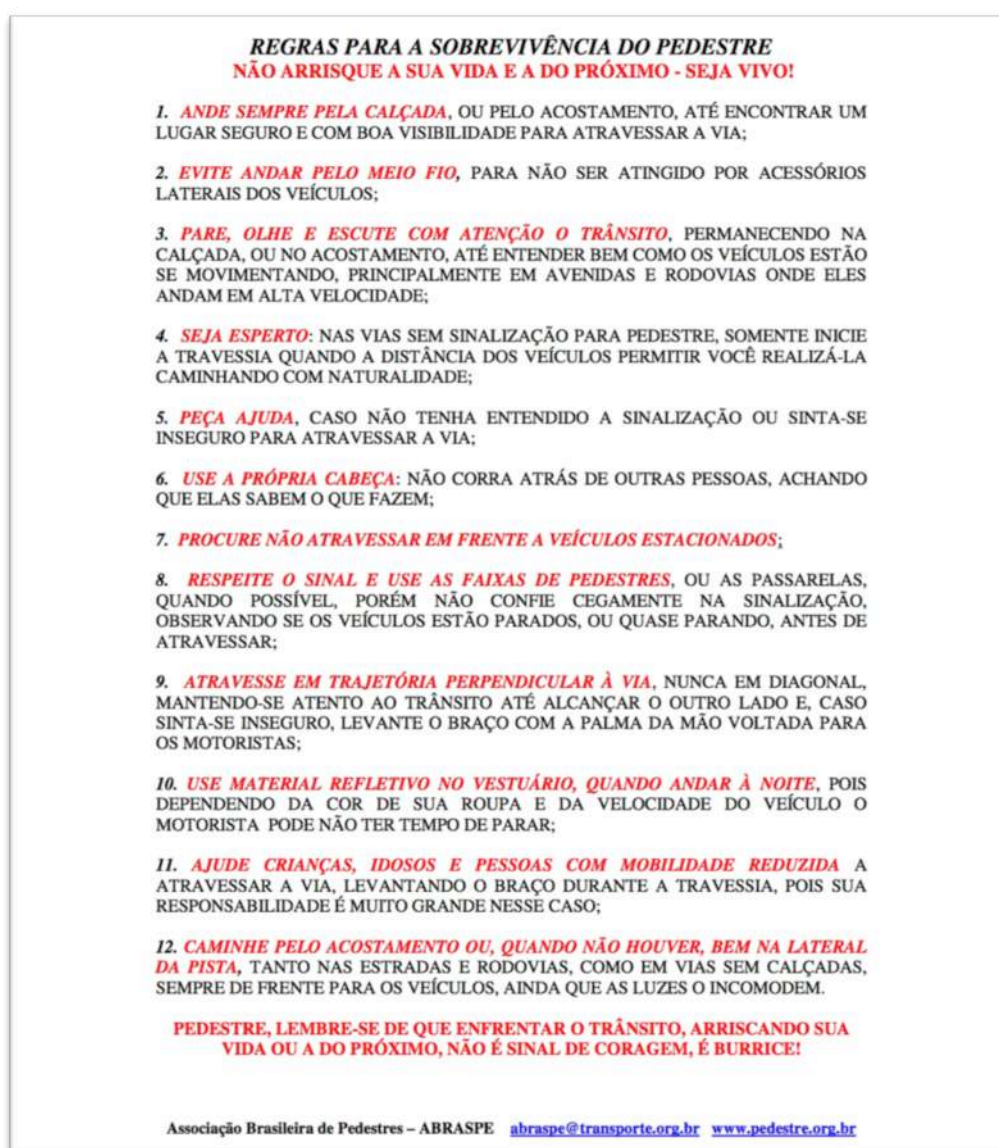 REGRAS PARA A SOBREVIVÊNCIA DO PEDESTRE
NÃO ARRISQUE A SUA VIDA E A DO PRÓXIMO - SEJA VIVO!
1. ANDE SEMPRE PELA CALÇADA, OU PELO ACOSTAMENTO, ATÉ ENCONTRAR UM
LUGAR SEGURO E COM BOA VISIBILIDADE PARA ATRAVESSAR A VIA;
2. EVITE ANDAR PELO MEIO FIO, PARA NÃO SER ATINGIDO POR ACESSÓRIOS
LATERAIS DOS VEÍCULOS;
3. PARE, OLHE E ESCUTE COM ATENÇÃO O TRÂNSITO, PERMANECENDO NA
CALÇADA, OU NO ACOSTAMENTO, ATÉ ENTENDER BEM COMO OS VEÍCULOS ESTÃO
SE MOVIMENTANDO, PRINCIPALMENTE EM AVENIDAS E RODOVIAS ONDE ELES
ANDAM EM ALTA VELOCIDADE;
4. SEJA ESPERTO: NAS VIAS SEM SINALIZAÇÃO PARA PEDESTRE, SOMENTE INICIE
A TRAVESSIA QUANDO A DISTÂNCIA DOS VEÍCULOS PERMITIR VOCÊ REALIZÁ-LA
CAMINHANDO COM NATURALIDADE;
5. PEÇA AJUDA, CASO NÃO TENHA ENTENDIDO A SINALIZAÇÃO OU SINTA-SE
INSEGURO PARA ATRAVESSAR A VIA;
6. USE A PRÓPRIA CABEÇA: NÃO CORRA ATRÁS DE OUTRAS PESSOAS, ACHANDO
QUE ELAS SABEM O QUE FAZEM;
7. PROCURE NÃO ATRAVESSAR EM FRENTE A VEÍCULOS ESTACIONADOS;
8. RESPEITE O SINAL E USE AS FAIXAS DE PEDESTRES, OU AS PASSARELAS,
QUANDO POSSÍVEL, PORÉM NÃO CONFIE CEGAMENTE NA SINALIZAÇÃO,
OBSERVANDO SE OS VEÍCULOS ESTÃO PARADOS, OU QUASE PARANDO, ANTES DE
ATRAVESSAR;
9. ATRAVESSE EM TRAJETÓRIA PERPENDICULAR À VIA, NUNCA EM DIAGONAL,
MANTENDO-SE ATENTO AO TRÂNSITO ATÉ ALCANÇAR O OUTRO LADO E, CASO
SINTA-SE INSEGURO, LEVANTE O BRAÇO COM A PALMA DA MÃO VOLTADA PARA
OS MOTORISTAS;
10. USE MATERIAL REFLETIVO NO VESTUÁRIO, QUANDO ANDAR À NOITE, POIS
DEPENDENDO DA COR DE SUA ROUPA E DA VELOCIDADE DO VEÍCULO O
MOTORISTA PODE NÃO TER TEMPO DE PARAR;
11. AJUDE CRIANÇAS, IDOSOS E PESSOAS COM MOBILIDADE REDUZIDA A
ATRAVESSAR A VIA, LEVANTANDO O BRAÇO DURANTE A TRAVESSIA, POIS SUA
RESPONSABILIDADE É MUITO GRANDE NESSE CASO;
12. CAMINHE PELO ACOSTAMENTO OU, QUANDO NÃO HOUVER, BEM NA LATERAL
DA PISTA, TANTO NAS ESTRADAS E RODOVIAS, COMO EM VIAS SEM CALÇADAS,
SEMPRE DE FRENTE PARA OS VEÍCULOS, AINDA QUE AS LUZES O INCOMODEM.
PEDESTRE, LEMBRE-SE DE QUE ENFRENTAR O TRÂNSITO, ARRISCANDO SUA
VIDA OU A DO PRÓXIMO, NÃO É SINAL DE CORAGEM, É BURRICE!
Associação Brasileira de Pedestres – ABRASPE abraspe@transporte.org.br www.pedestre.org.br